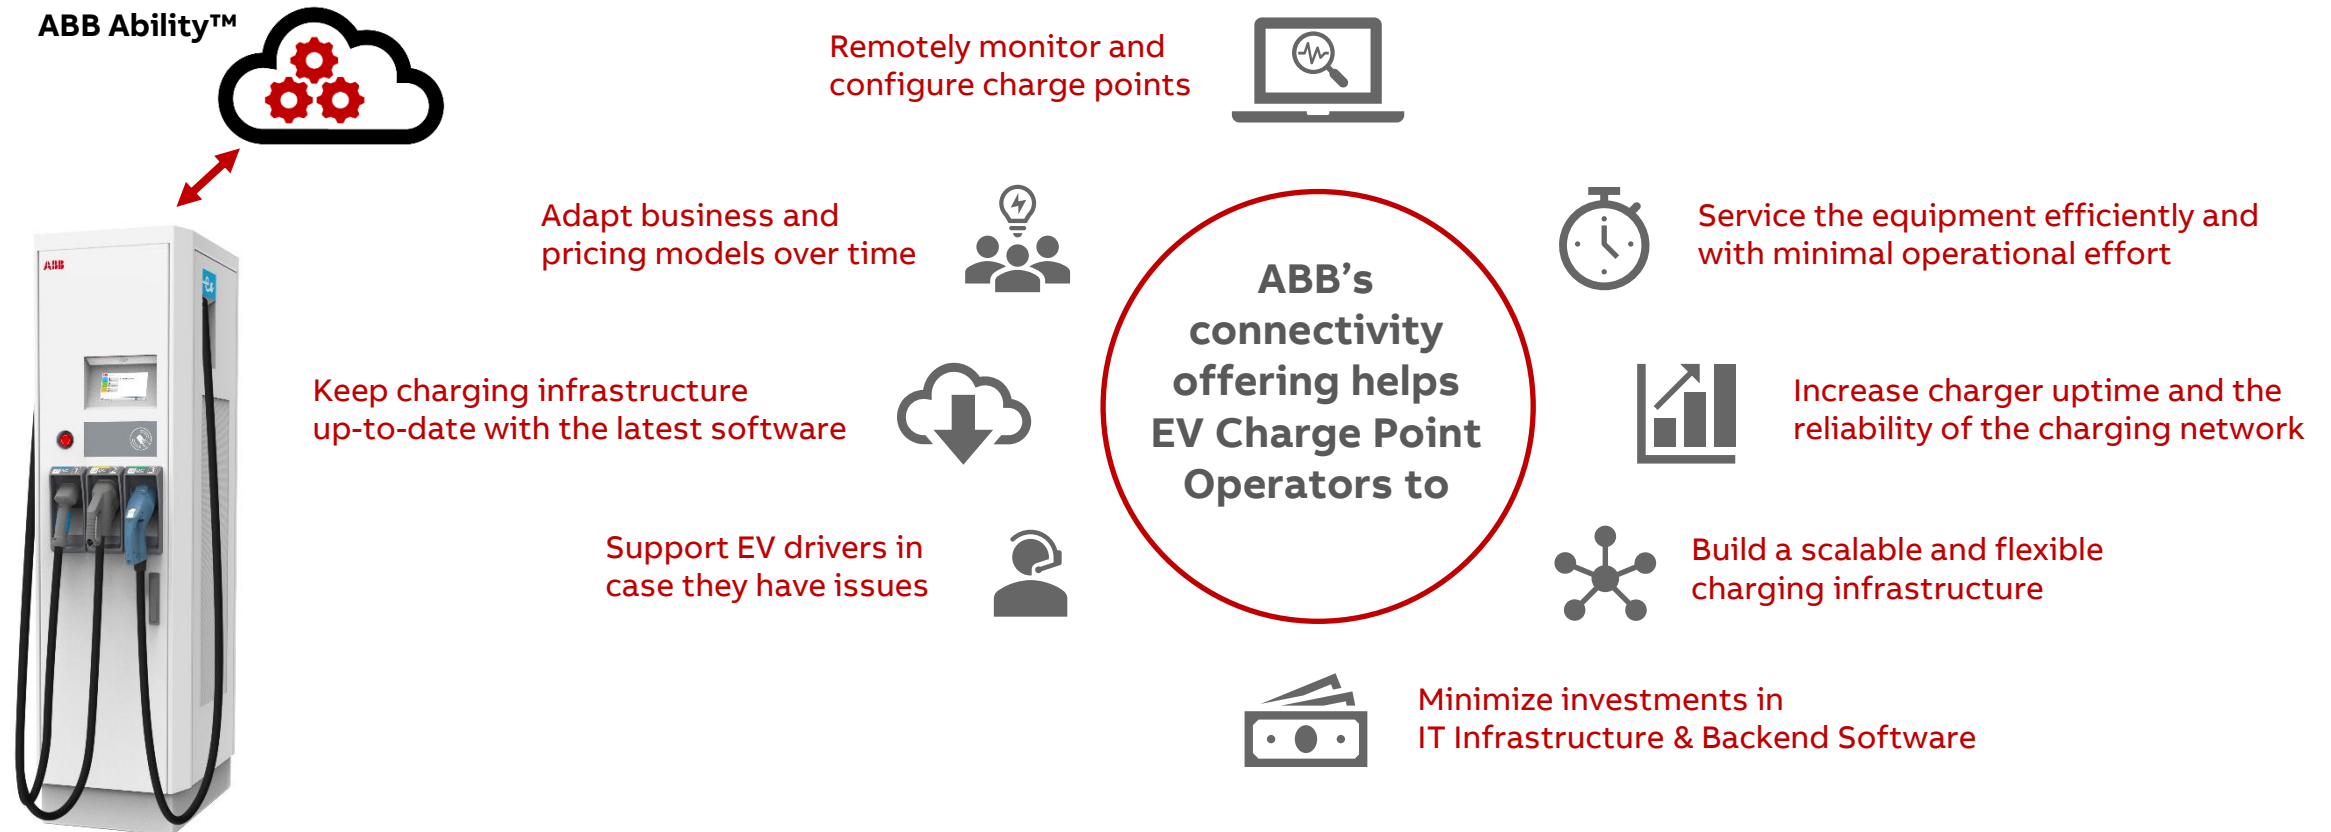 ABB Ability™
Remotely monitor and
configure charge points
Adapt business and
pricing models over time
Service the equipment efficiently and
with minimal operational effort
ABB's
connectivity
offering helps
EV Charge Point
Operators to
Keep charging infrastructure
up-to-date with the latest software
Increase charger uptime and the
reliability of the charging network
Support EV drivers in
case they have issues
Build a scalable and flexible
charging infrastructure
Minimize investments in
IT Infrastructure & Backend Software
ABB